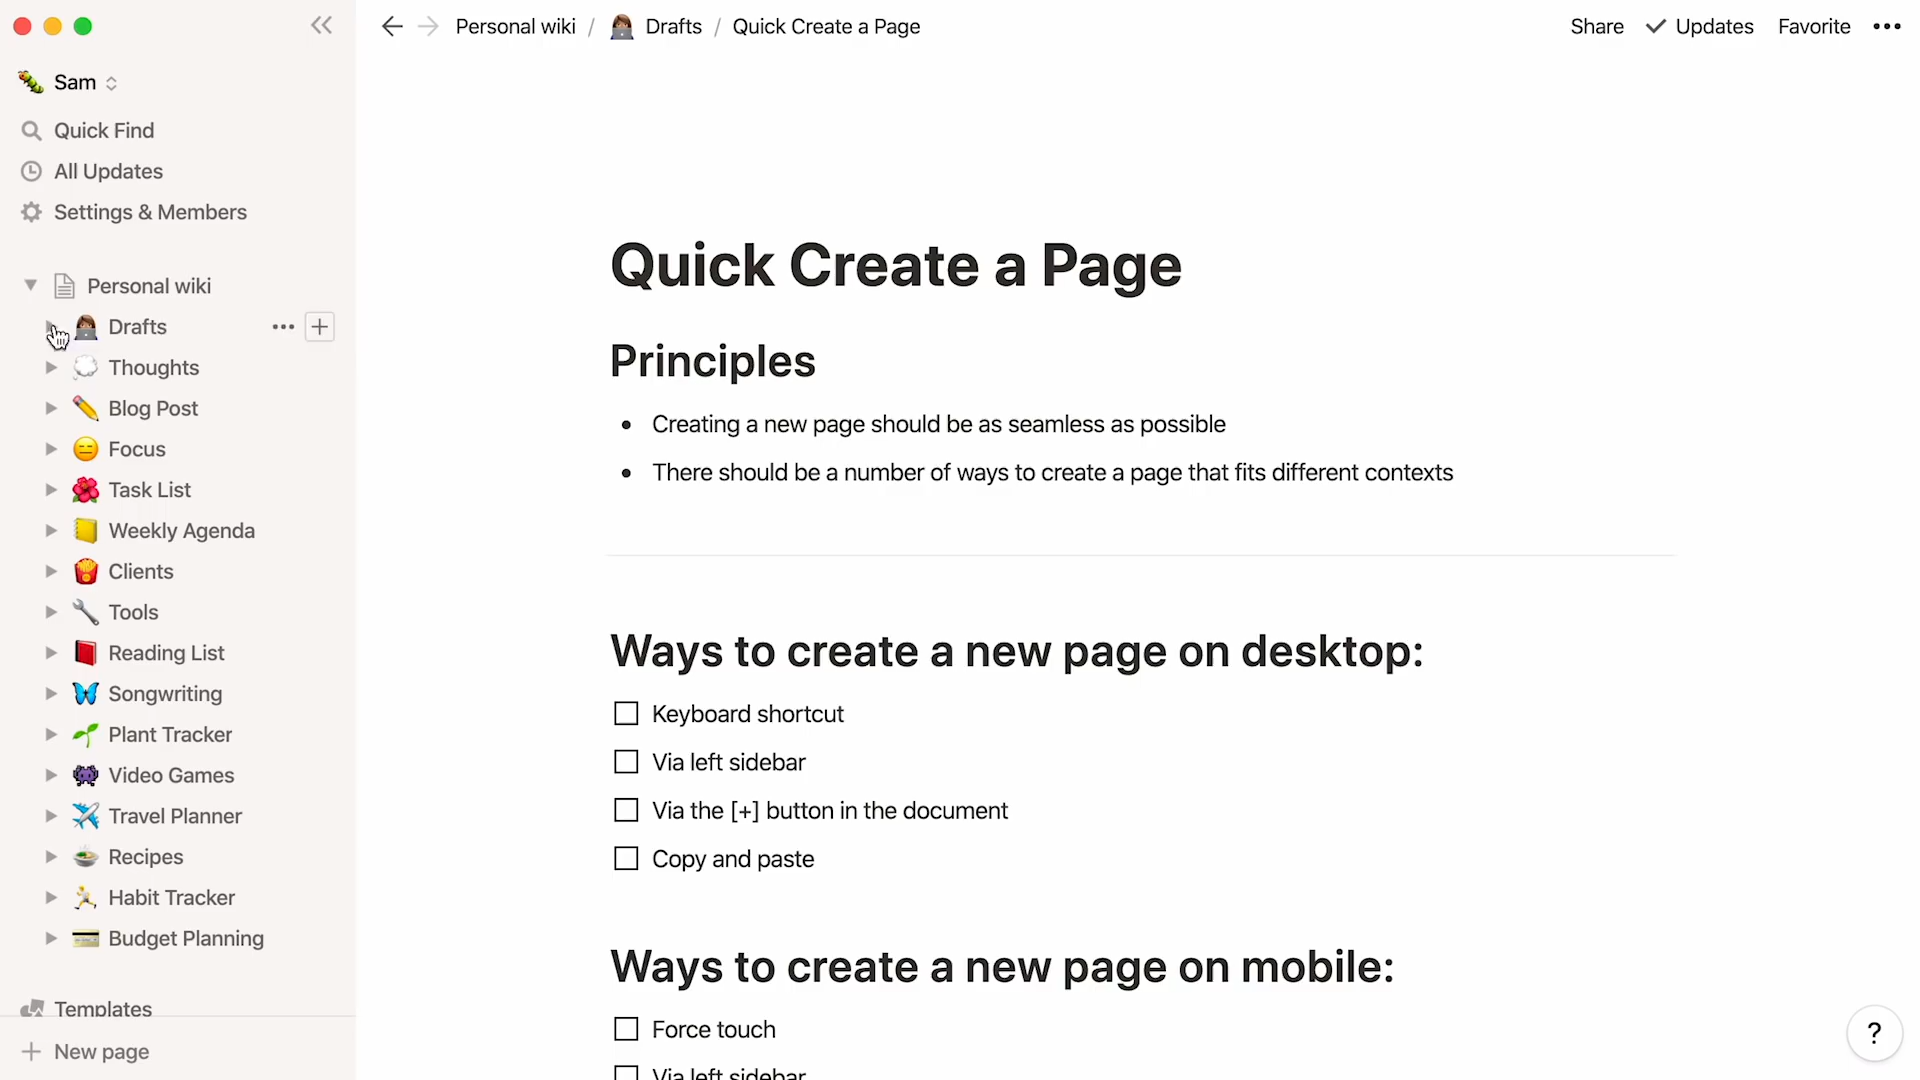 Personal wiki / Drafts / Quick Create a Page
Share Updates Favorite •••
Sam
Quick Find
All Updates
Settings & Members
Personal wiki
Drafts
Thoughts
Blog Post
Focus
Task List
Weekly Agenda
Clients
Tools
Reading List
Songwriting
Plant Tracker
Video Games
Travel Planner
Recipes
Habit Tracker
Budget Planning
Templates
+ New page
Quick Create a Page
Principles
• Creating a new page should be as seamless as possible
• There should be a number of ways to create a page that fits different contexts
Ways to create a new page on desktop:
Keyboard shortcut
Via left sidebar
Via the [+] button in the document
Copy and paste
Ways to create a new page on mobile:
Force touch
Via left sidebar
?